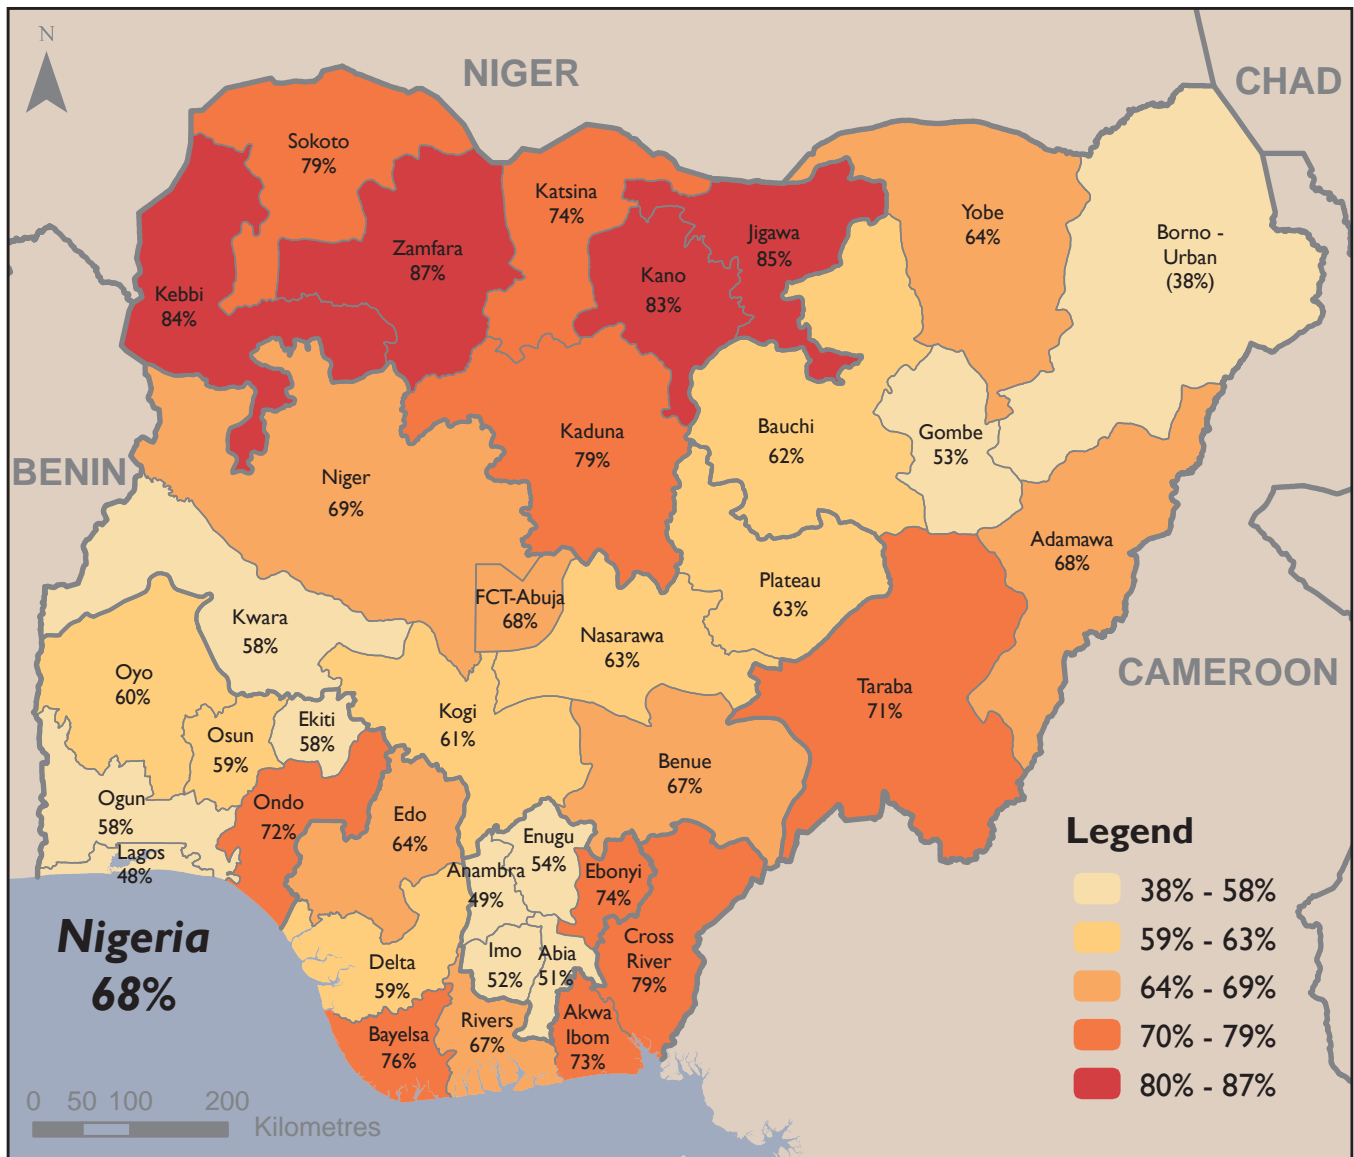 N
NIGER
CHAD
Sokoto
79%
Katsina
74%
Yobe
64%
Borno -
Urban
(38%)
Zamfara
87%
Jigawa
85%
Kano
83%
Kebbi
84%
BENIN
Niger
69%
Kaduna
79%
Bauchi
62%
Gombe
53%
Adamawa
68%
FCT-Abuja
68%
Plateau
63%
Kwara
58%
Nasarawa
63%
CAMEROON
Oyo
60%
Taraba
71%
Osun
59%
Ekiti
58%
Kogi
61%
Benue
67%
Ogun
58%
Ondo
72%
Edo
64%
Enugu
54%
Lagos
48%
Anambra
49%
Ebonyi
74%
Nigeria
68%
Delta
59%
Imo
52%
Abia
51%
Cross
River
79%
Bayelsa
76%
Rivers
67%
Akwa
Ibom
73%
Legend
38% - 58%
59% - 63%
64% - 69%
70% - 79%
80% - 87%
0 50 100 200
Kilometres